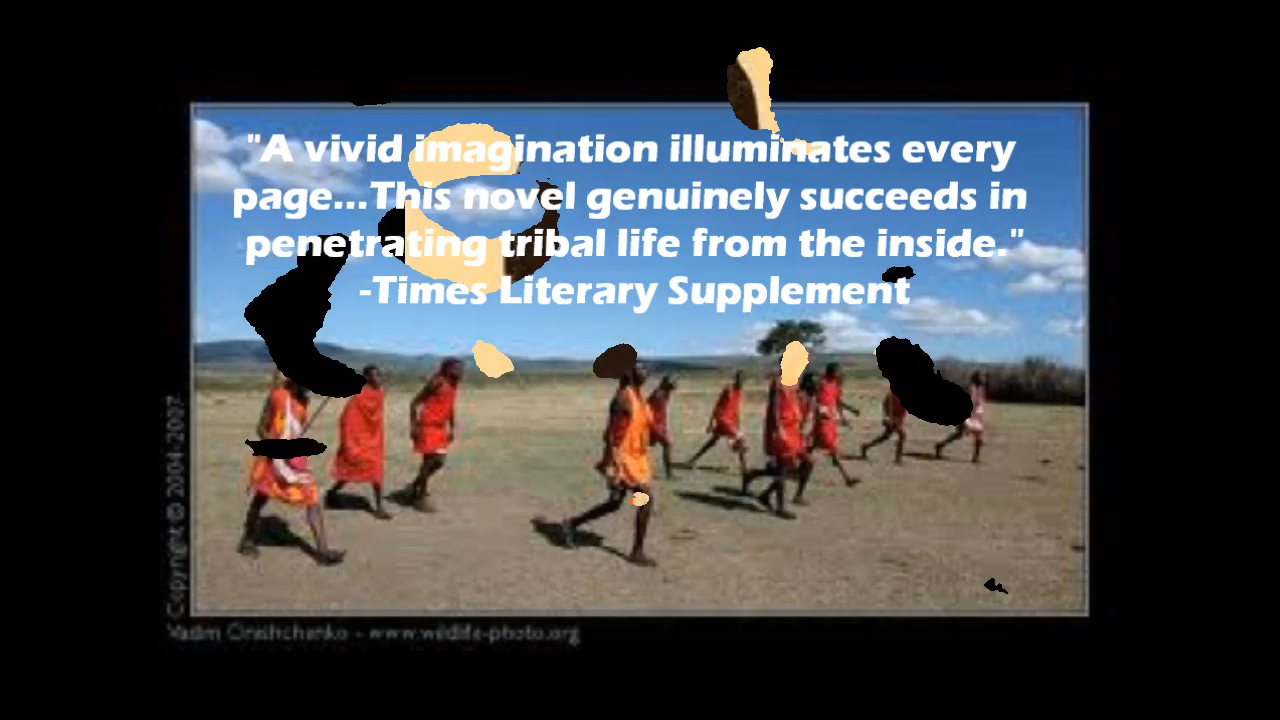 "A vivid imagination illuminates every
page...This novel genuinely succeeds in
penetrating tribal life from the inside."
-Times Literary Supplement
Copyright © 2004-2007
Vadim Onishchenko - www.wildlife-photo.org